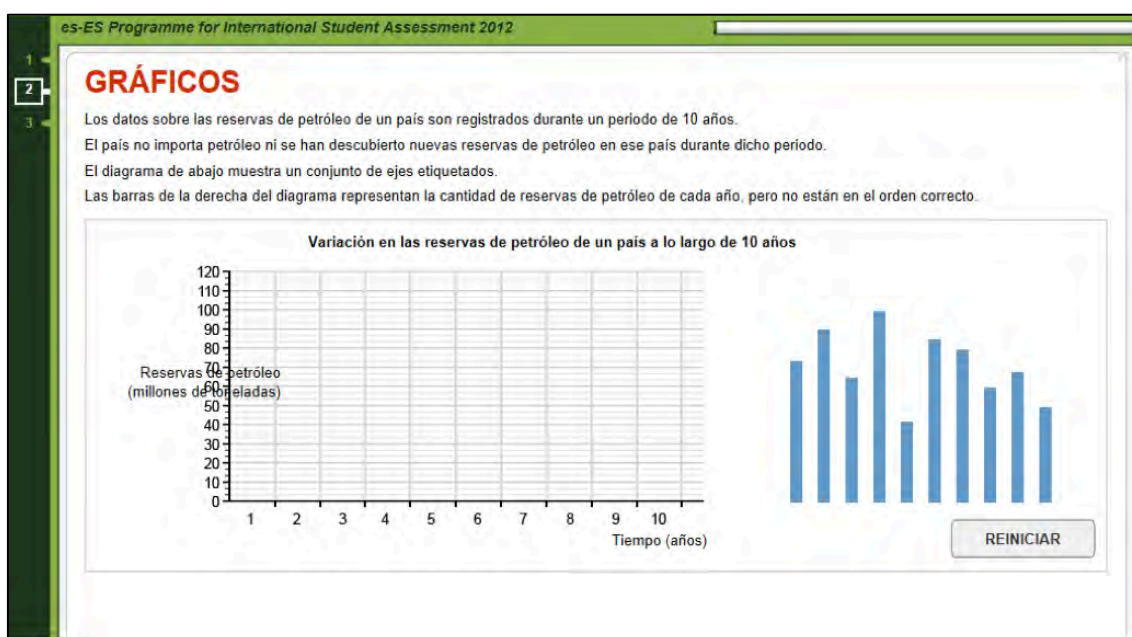 es-ES Programme for International Student Assessment 2012
1
2
3
GRÁFICOS
Los datos sobre las reservas de petróleo de un país son registrados durante un periodo de 10 años.
El país no importa petróleo ni se han descubierto nuevas reservas de petróleo en ese país durante dicho periodo.
El diagrama de abajo muestra un conjunto de ejes etiquetados.
Las barras de la derecha del diagrama representan la cantidad de reservas de petróleo de cada año, pero no están en el orden correcto.
Variación en las reservas de petróleo de un país a lo largo de 10 años
120
110
100
90
80
70
Reservas de petróleo
60
(millones de toneladas)
50
40
30
20
10
0
1 2 3 4 5 6 7 8 9 10
Tiempo (años)
REINICIAR